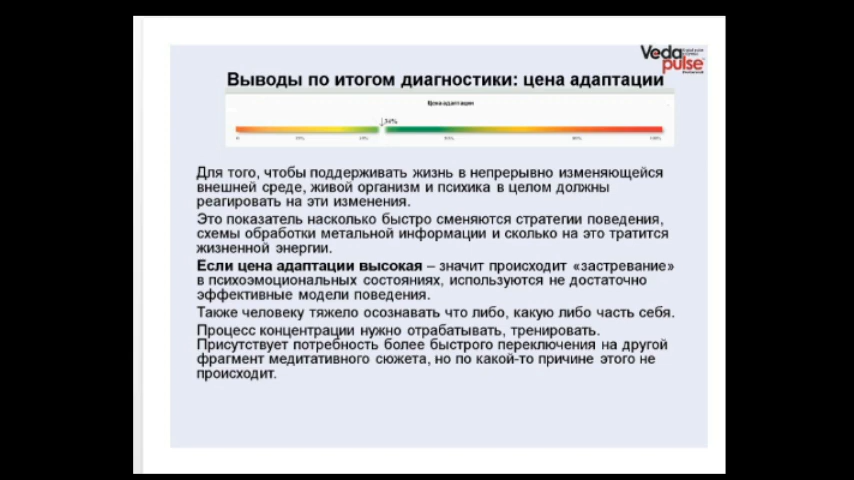 Veda
pulse
Выводы по итогом диагностики: цена адаптации
Цена адаптации
34%
Для того, чтобы поддерживать жизнь в непрерывно изменяющейся
внешней среде, живой организм и психика в целом должны
реагировать на эти изменения.
Это показатель насколько быстро сменяются стратегии поведения,
схемы обработки метальной информации и сколько на это тратится
жизненной энергии.
Если цена адаптации высокая – значит происходит «застревание»
в психоэмоциональных состояниях, используются не достаточно
эффективные модели поведения.
Также человеку тяжело осознавать что либо, какую либо часть себя.
Процесс концентрации нужно отрабатывать, тренировать.
Присутствует потребность более быстрого переключения на другой
фрагмент медитативного сюжета, но по какой-то причине этого не
происходит.